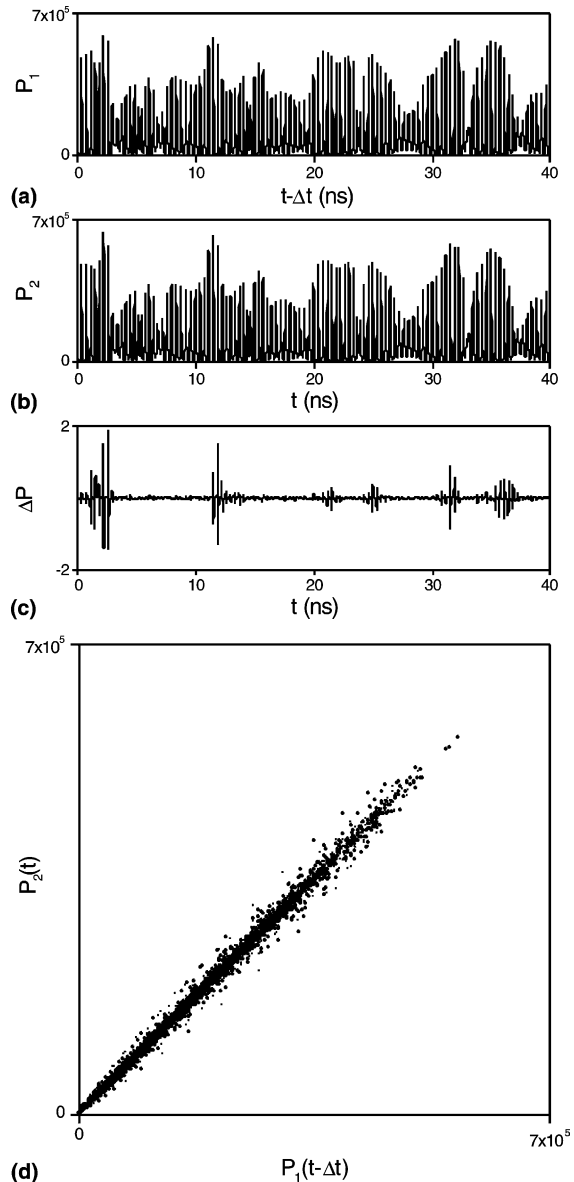 7x10⁵
P₁
0
0 10 20 30 40
(a) t-Δt (ns)
7x10⁵
P₂
0
0 10 20 30 40
(b) t (ns)
2
ΔP
-2
0 10 20 30 40
(c) t (ns)
7x10⁵
P₂(t)
0
0 7x10⁵
(d) P₁(t-Δt)